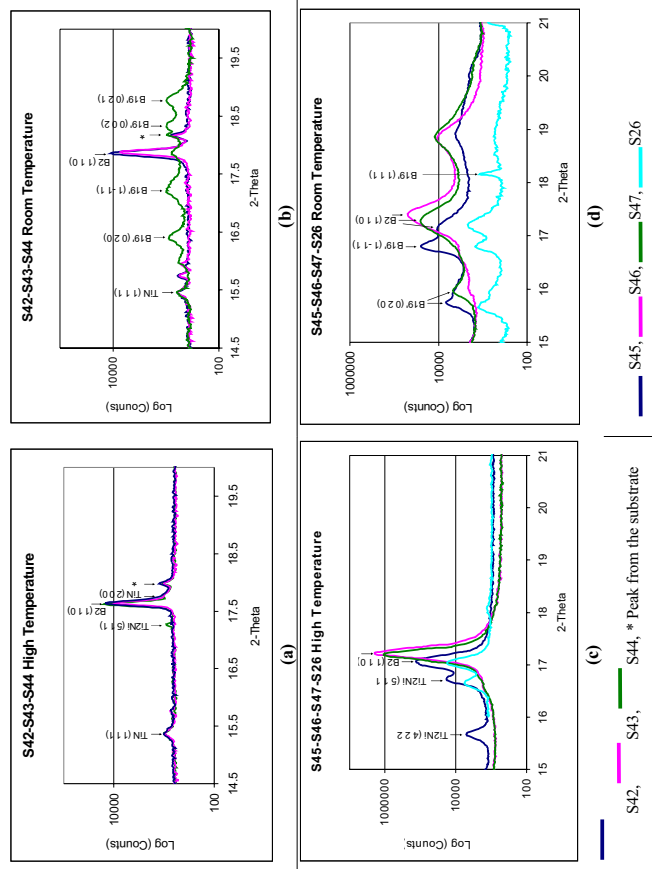 S42-S43-S44 High Temperature
Log (Counts)
10000
100
TiN (1 1 1)
Ti2Ni (5 1 1)
B2 (1 1 0)
TiN (2 0 0)
*
14.5 15.5 16.5 17.5 18.5 19.5
2-Theta
(a)
S42-S43-S44 Room Temperature
Log (Counts)
10000
100
TiN (1 1 1)
B19' (0 2 0)
B19' (1 -1 1)
B2 (1 1 0)
*
B19' (0 0 2)
B19' (0 2 1)
14.5 15.5 16.5 17.5 18.5 19.5
2-Theta
(b)
S45-S46-S47-S26 High Temperature
Log (Counts)
1000000
10000
100
Ti2Ni (4 2 2
Ti2Ni (5 1 1
B2 (1 1 0)
15 16 17 18 19 20 21
2-Theta
(c)
S45-S46-S47-S26 Room Temperature
Log (Counts)
1000000
10000
100
B19' (0 2 0)
B19' (1 -1 1)
B2 (1 1 0)
B19' (1 1 1)
15 16 17 18 19 20 21
2-Theta
(d)
S42, S43, S44, * Peak from the substrate
S45, S46, S47, S26